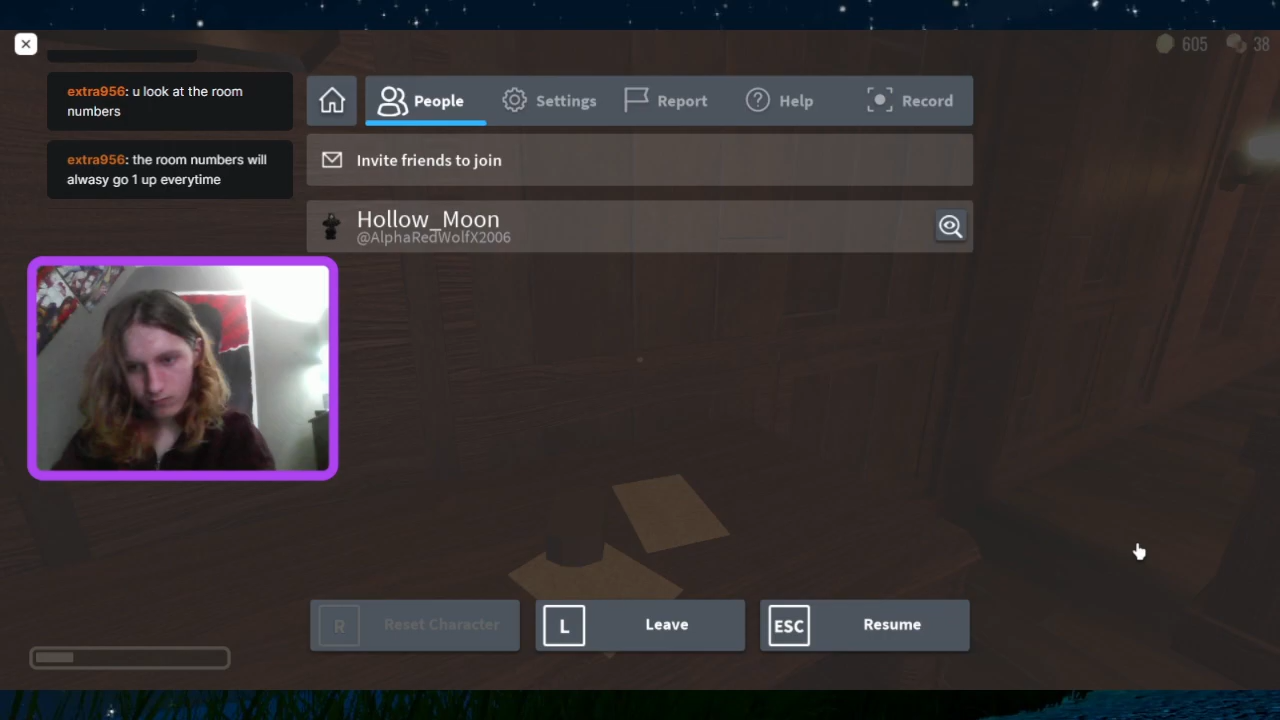 605 38
extra956: u look at the room
numbers
extra956: the room numbers will
alwasy go 1 up everytime
People Settings Report Help Record
Invite friends to join
Hollow_Moon
@AlphaRedWolfX2006
R Reset Character L Leave ESC Resume